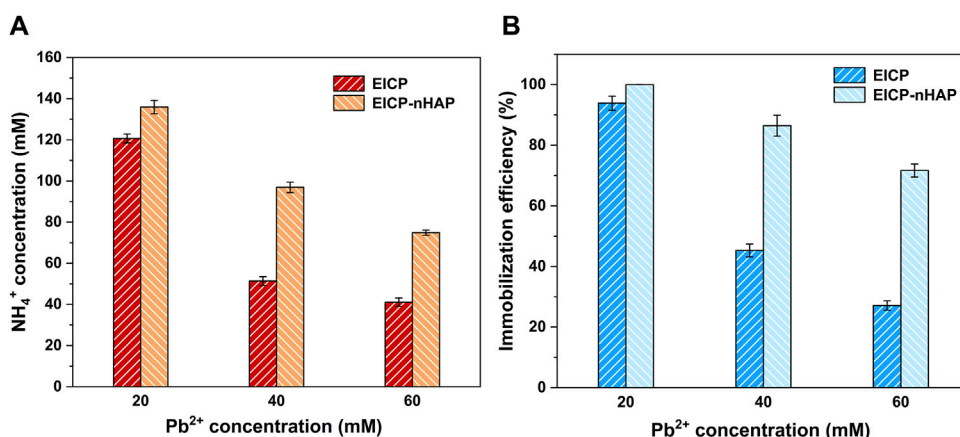 A
NH₄⁺ concentration (mM)
160
140
120
100
80
60
40
20
0
EICP
EICP-nHAP
20
40
60
Pb²⁺ concentration (mM)
B
Immobilization efficiency (%)
100
80
60
40
20
0
EICP
EICP-nHAP
20
40
60
Pb²⁺ concentration (mM)